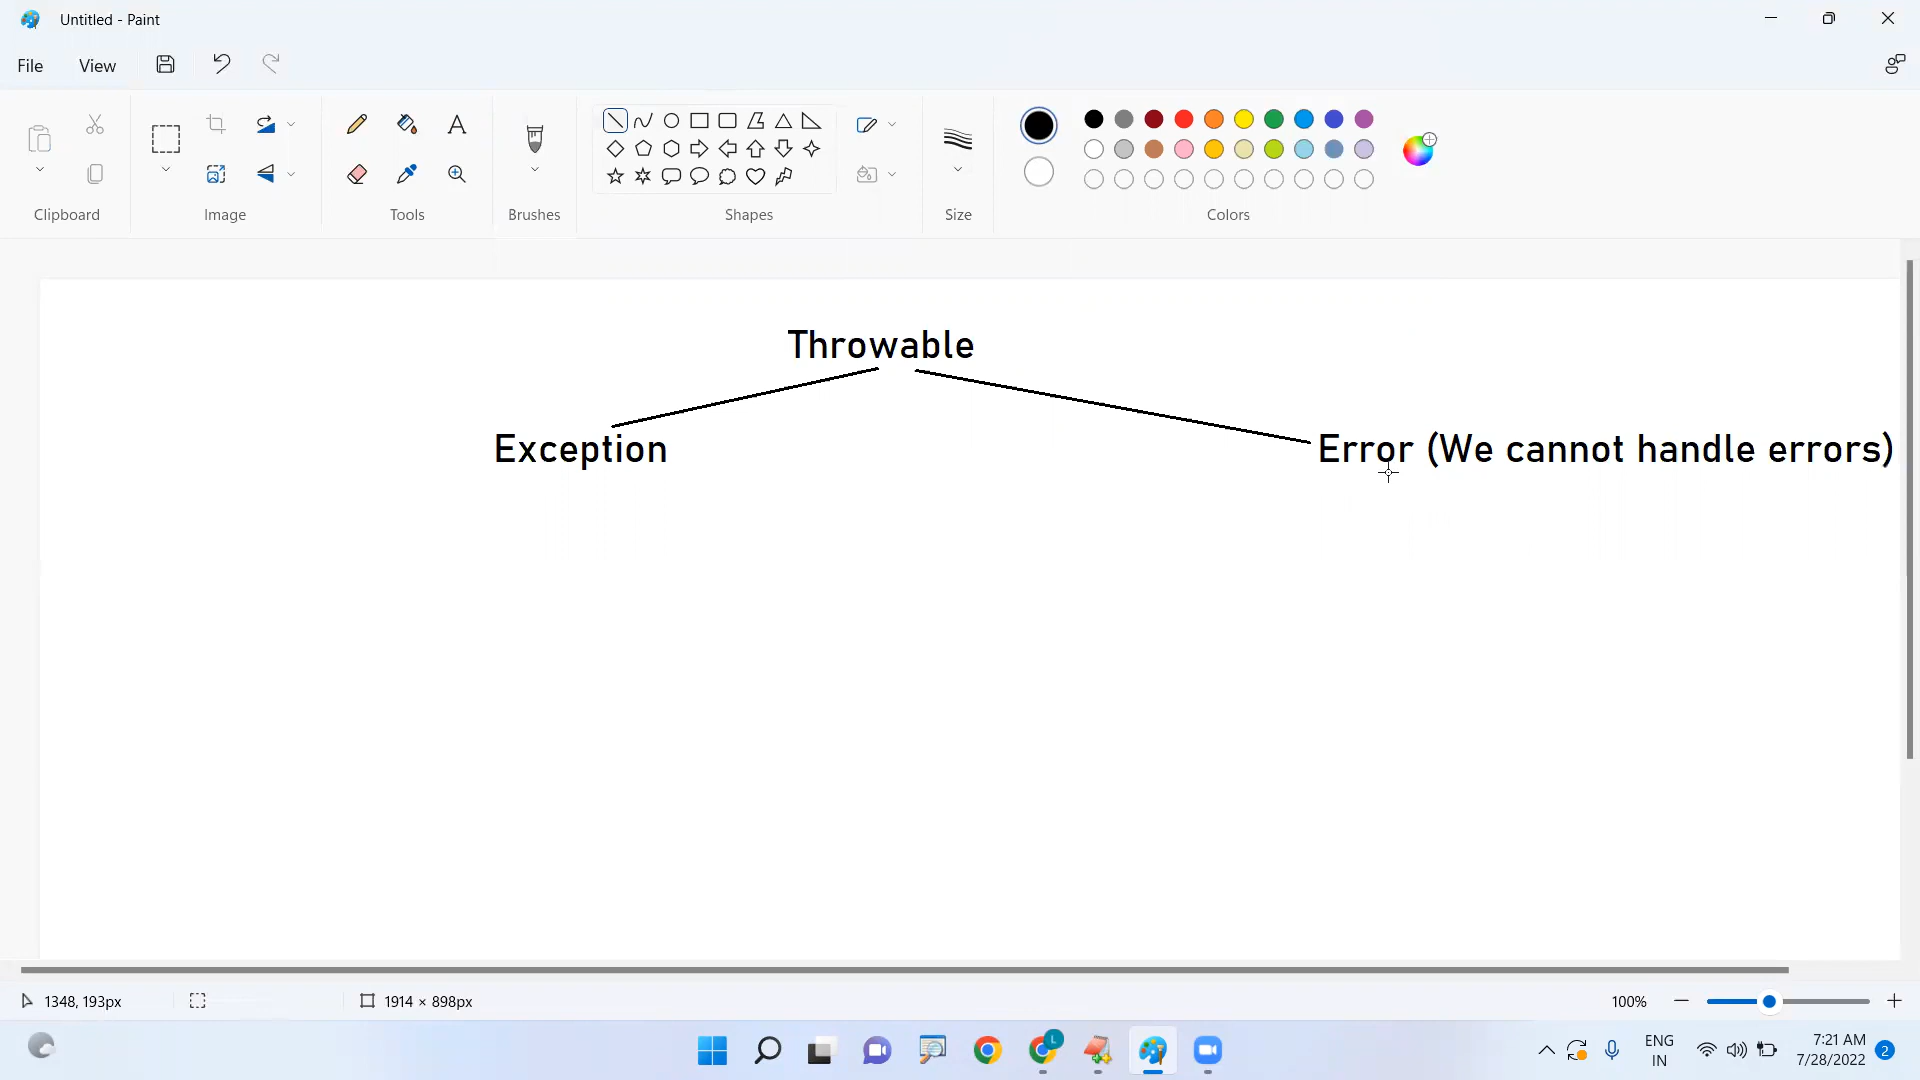 Untitled - Paint
File
View
Clipboard
Image
Tools
Brushes
Shapes
Size
Colors
Throwable
Exception
Error (We cannot handle errors)
1348, 193px
1914 × 898px
100%
ENG
IN
7:21 AM
7/28/2022
2
L